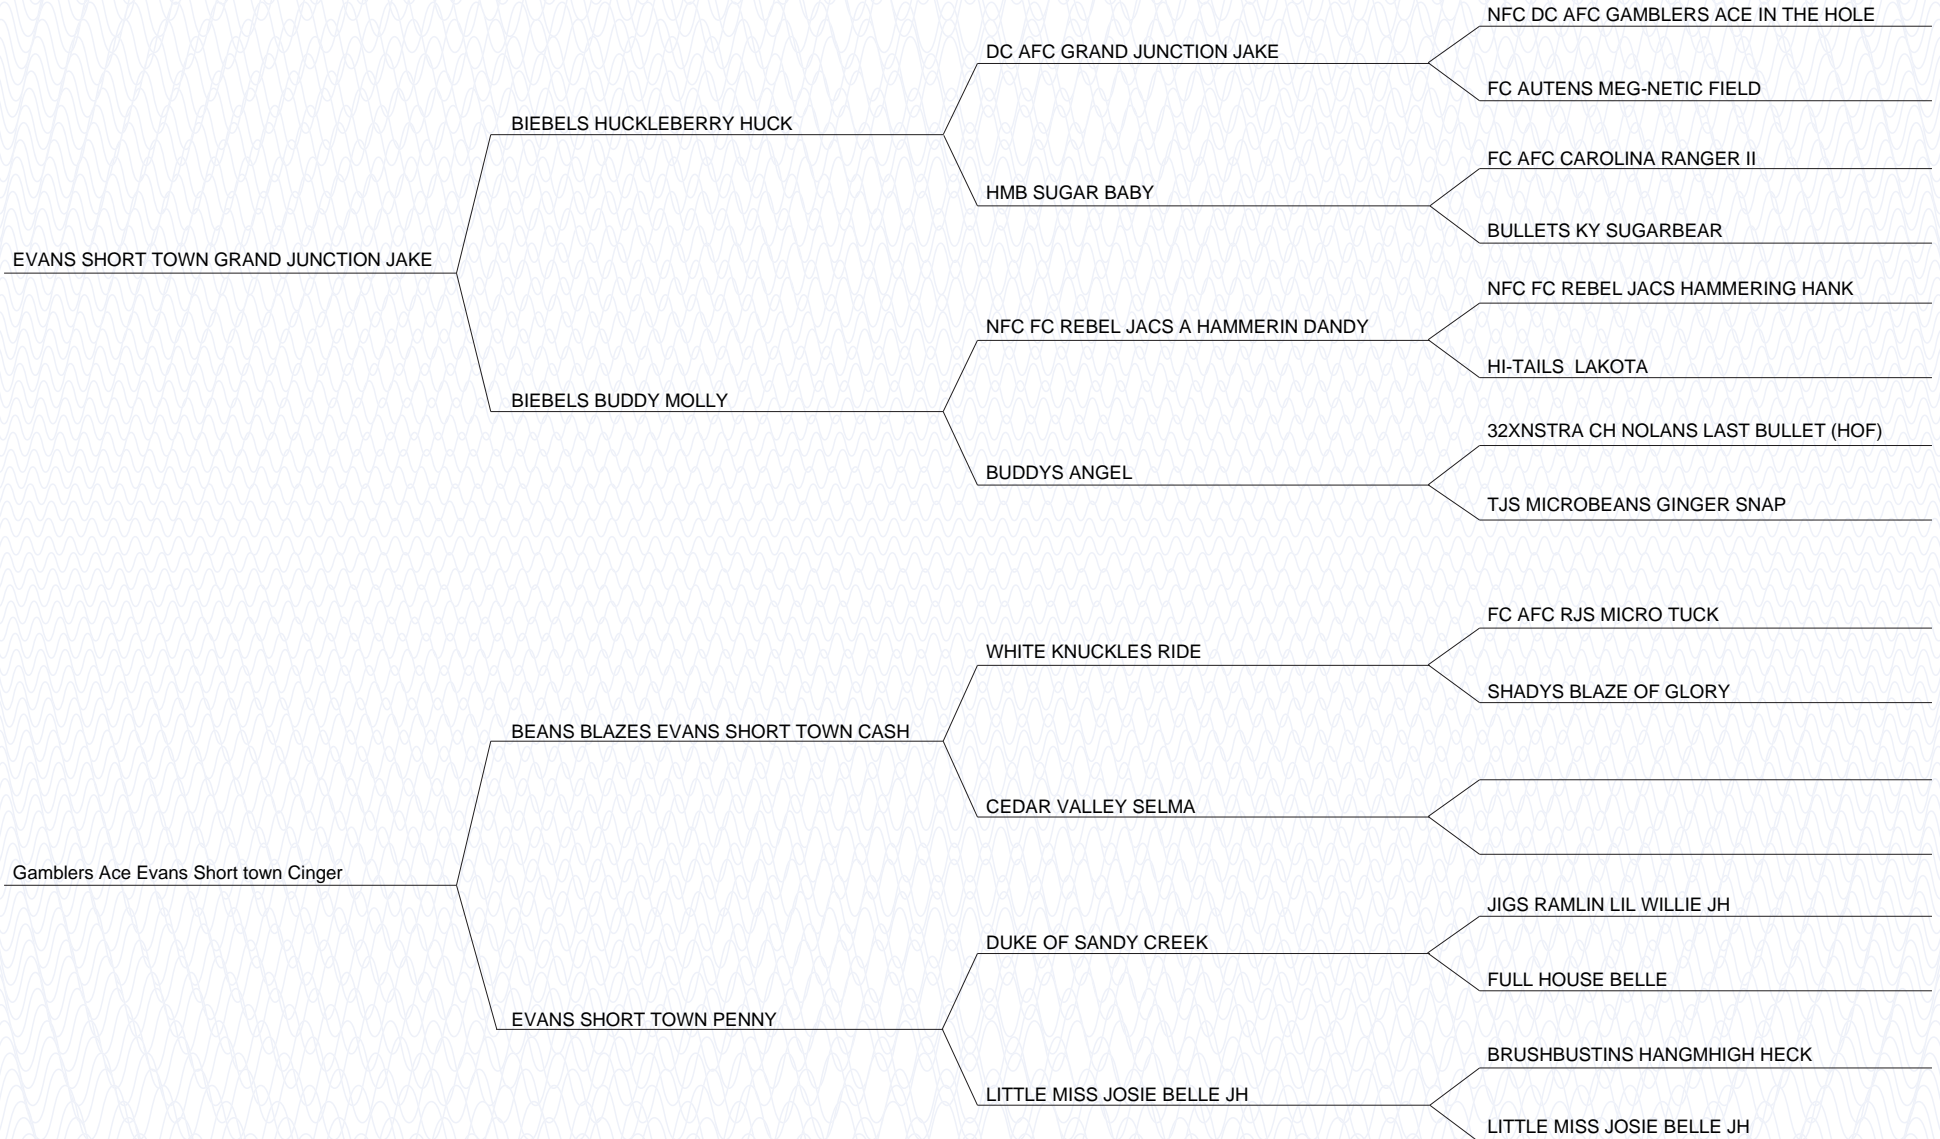 NFC DC AFC GAMBLERS ACE IN THE HOLE
DC AFC GRAND JUNCTION JAKE
FC AUTENS MEG-NETIC FIELD
BIEBELS HUCKLEBERRY HUCK
FC AFC CAROLINA RANGER II
HMB SUGAR BABY
BULLETS KY SUGARBEAR
EVANS SHORT TOWN GRAND JUNCTION JAKE
NFC FC REBEL JACS HAMMERING HANK
NFC FC REBEL JACS A HAMMERIN DANDY
HI-TAILS  LAKOTA
BIEBELS BUDDY MOLLY
32XNSTRA CH NOLANS LAST BULLET (HOF)
BUDDYS ANGEL
TJS MICROBEANS GINGER SNAP
FC AFC RJS MICRO TUCK
WHITE KNUCKLES RIDE
SHADYS BLAZE OF GLORY
BEANS BLAZES EVANS SHORT TOWN CASH
CEDAR VALLEY SELMA
Gamblers Ace Evans Short town Cinger
JIGS RAMLIN LIL WILLIE JH
DUKE OF SANDY CREEK
FULL HOUSE BELLE
EVANS SHORT TOWN PENNY
BRUSHBUSTINS HANGMHIGH HECK
LITTLE MISS JOSIE BELLE JH
LITTLE MISS JOSIE BELLE JH